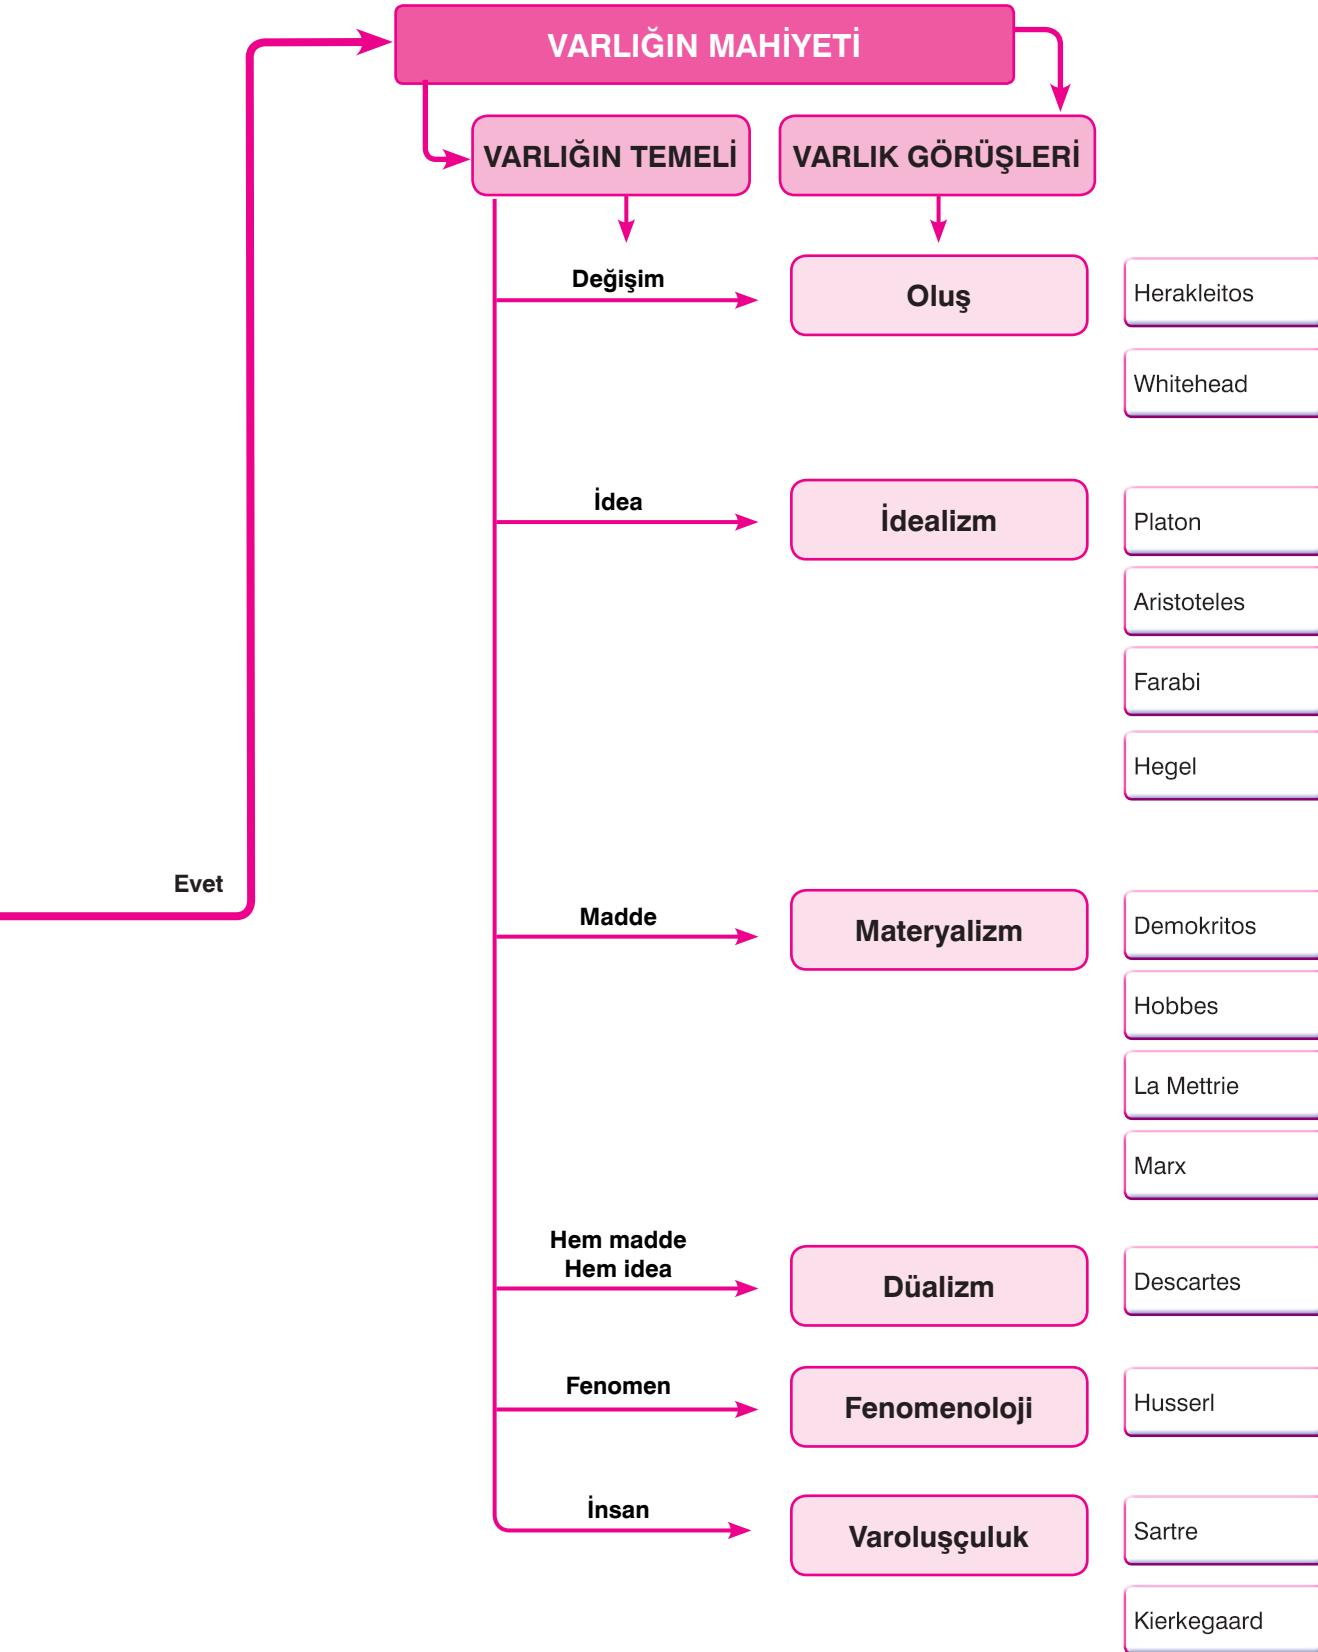 VARLIĞIN MAHİYETİ
VARLIĞIN TEMELİ
VARLIK GÖRÜŞLERİ
Değişim
Oluş
Herakleitos
Whitehead
İdea
İdealizm
Platon
Aristoteles
Farabi
Hegel
Evet
Madde
Materyalizm
Demokritos
Hobbes
La Mettrie
Marx
Hem madde
Hem idea
Düalizm
Descartes
Fenomen
Fenomenoloji
Husserl
İnsan
Varoluşçuluk
Sartre
Kierkegaard